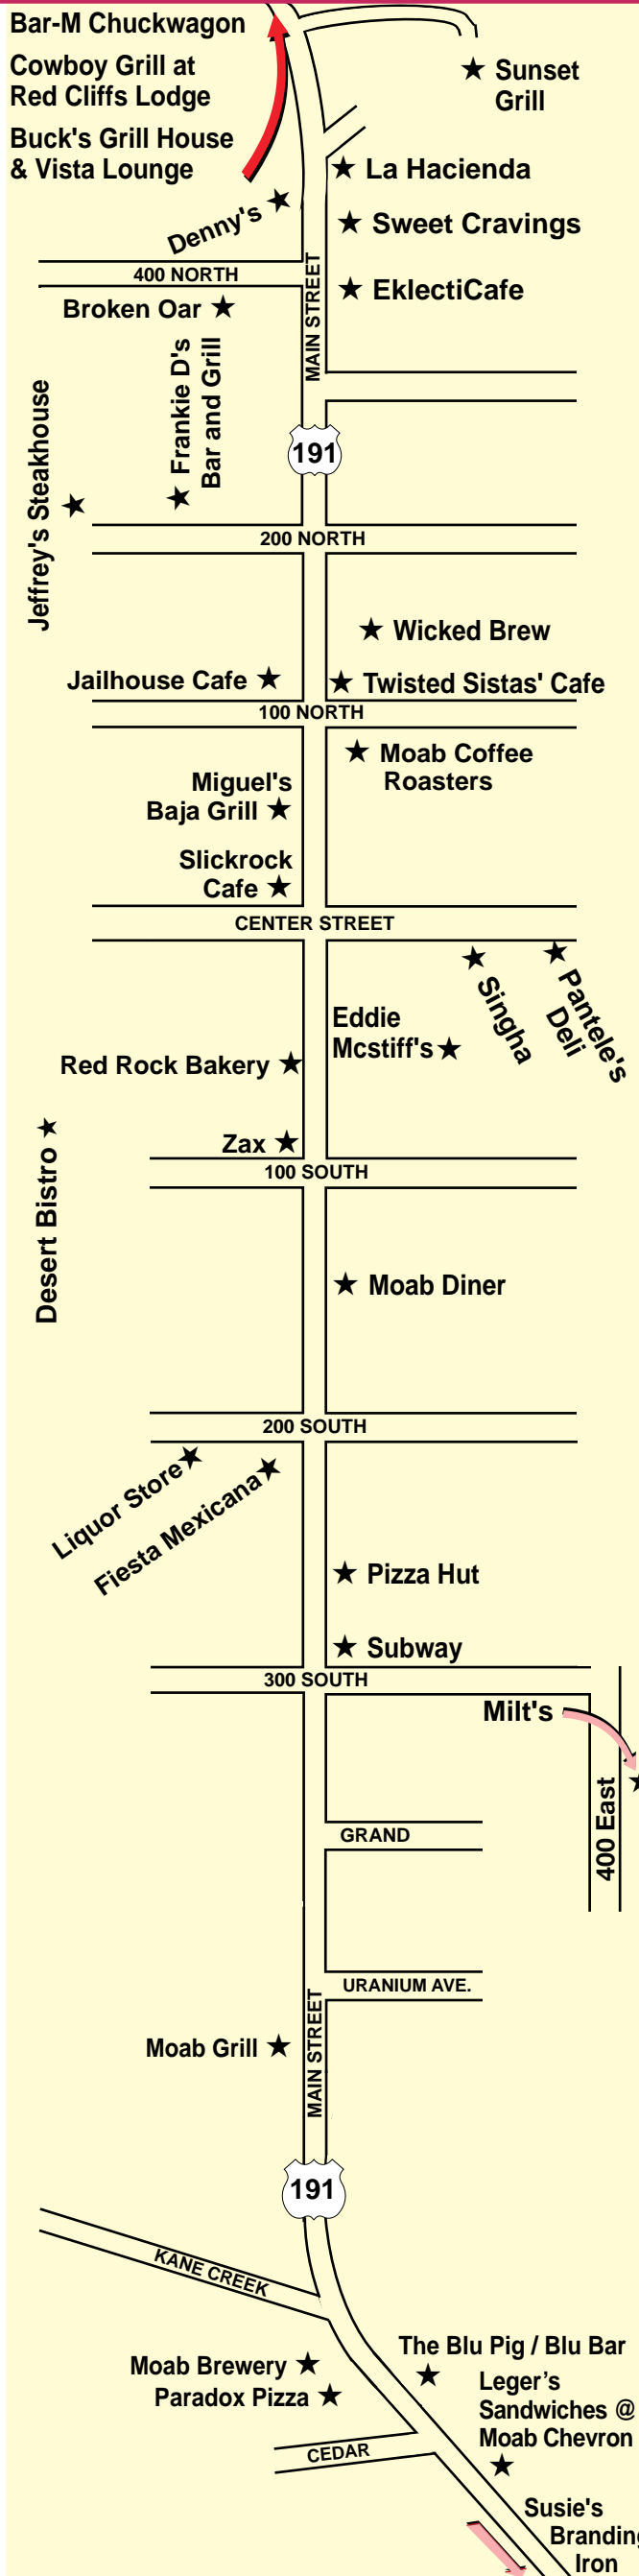 Bar-M Chuckwagon
Cowboy Grill at
Red Cliffs Lodge
Buck's Grill House
& Vista Lounge
Sunset
Grill
La Hacienda
Denny's
Sweet Cravings
400 NORTH
MAIN STREET
EklectiCafe
Broken Oar
Frankie D's
Bar and Grill
Jeffrey's Steakhouse
191
200 NORTH
Wicked Brew
Jailhouse Cafe
Twisted Sistas' Cafe
100 NORTH
Moab Coffee
Roasters
Miguel's
Baja Grill
Slickrock
Cafe
CENTER STREET
Singha
Pantele's
Deli
Eddie
Mcstiff's
Red Rock Bakery
Zax
Desert Bistro
100 SOUTH
Moab Diner
200 SOUTH
Liquor Store
Fiesta Mexicana
Pizza Hut
Subway
300 SOUTH
Milt's
400 East
GRAND
URANIUM AVE.
MAIN STREET
Moab Grill
191
KANE CREEK
The Blu Pig / Blu Bar
Moab Brewery
Paradox Pizza
Leger’s
Sandwiches @
Moab Chevron
CEDAR
Susie's
Branding
Iron